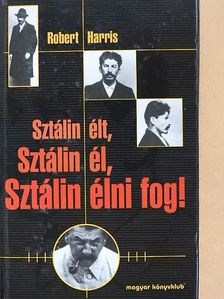 Robert Harris
Sztálin élt,
Sztálin él,
Sztálin élni fog!
magyar könyvklub